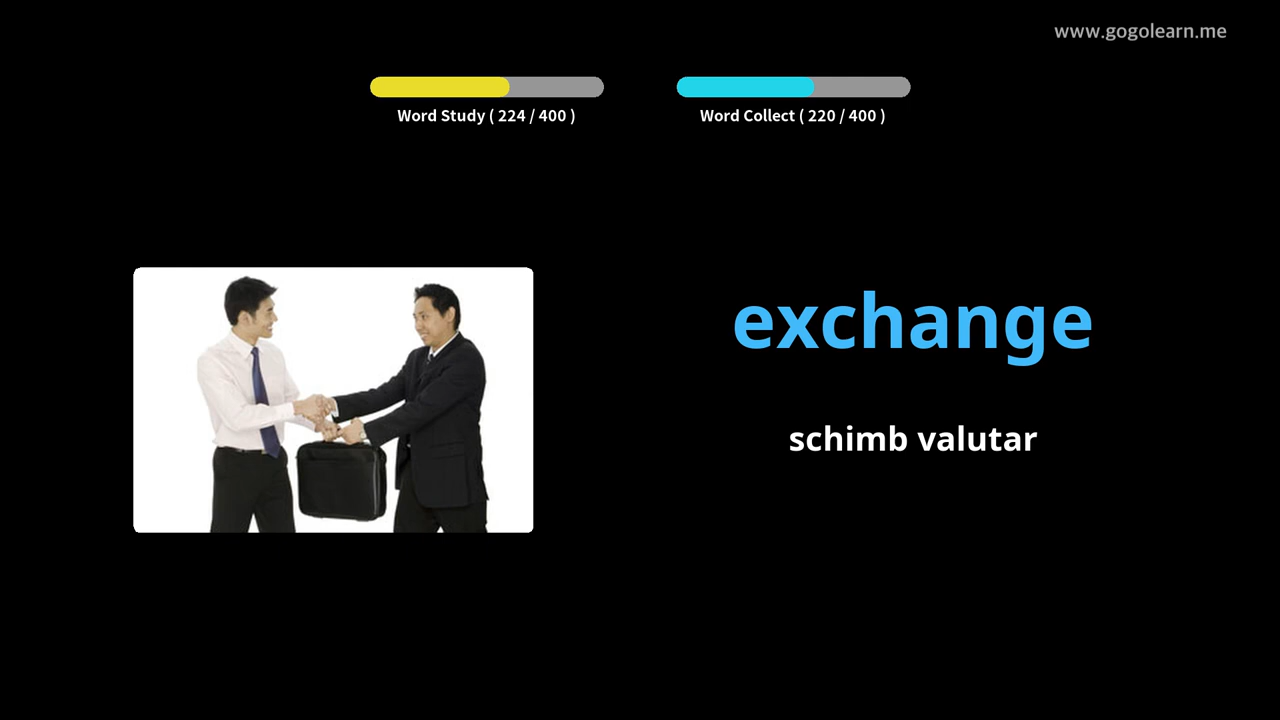 www.gogolearn.me
Word Study ( 224 / 400 )
Word Collect ( 220 / 400 )
exchange
schimb valutar